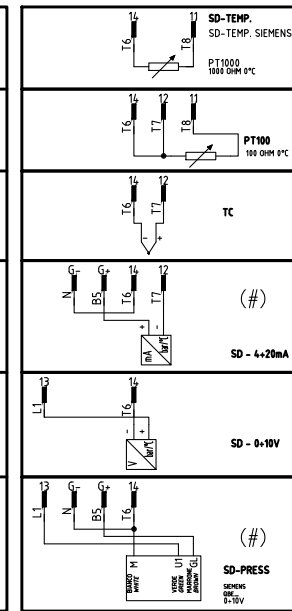 14 11 SD-TEMP.
SD-TEMP. SIEMENS
T6 T8
PT1000
1000 OHM 0°C
14 12 11
T6 T7 T8
PT100
100 OHM 0°C
14 12
T6 T7
TC
- +
G- G+ 14 12
N B5 T6 T7
(#)
+ -
mA bar/°C
SD - 4÷20mA
13 14
L1 T6
- +
V bar/°C
SD - 0÷10V
13 G- G+ 14
L1 N B5 T6
(#)
M U1 GL
BIANCO
WHITE
VERDE
GREEN
MARRONE
BROWN
SD-PRESS
SIEMENS
QBE_
0÷10V